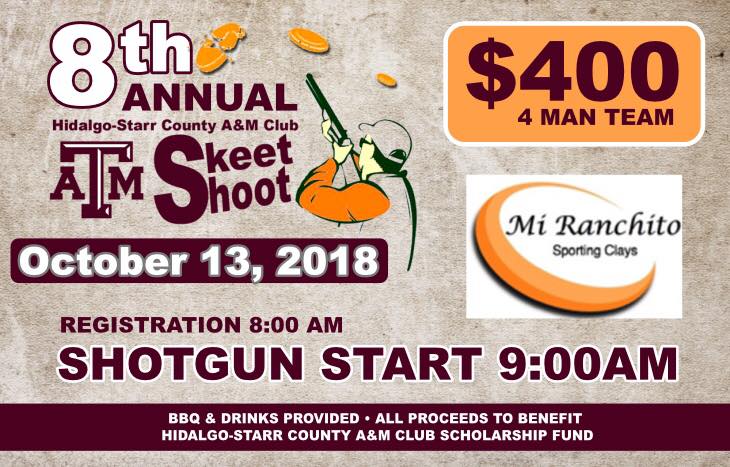 8th
ANNUAL
Hidalgo-Starr County A&M Club
ATM Skeet
Shoot
October 13, 2018
$400
4 MAN TEAM
Mi Ranchito
Sporting Clays
REGISTRATION 8:00 AM
SHOTGUN START 9:00AM
BBQ & DRINKS PROVIDED • ALL PROCEEDS TO BENEFIT
HIDALGO-STARR COUNTY A&M CLUB SCHOLARSHIP FUND